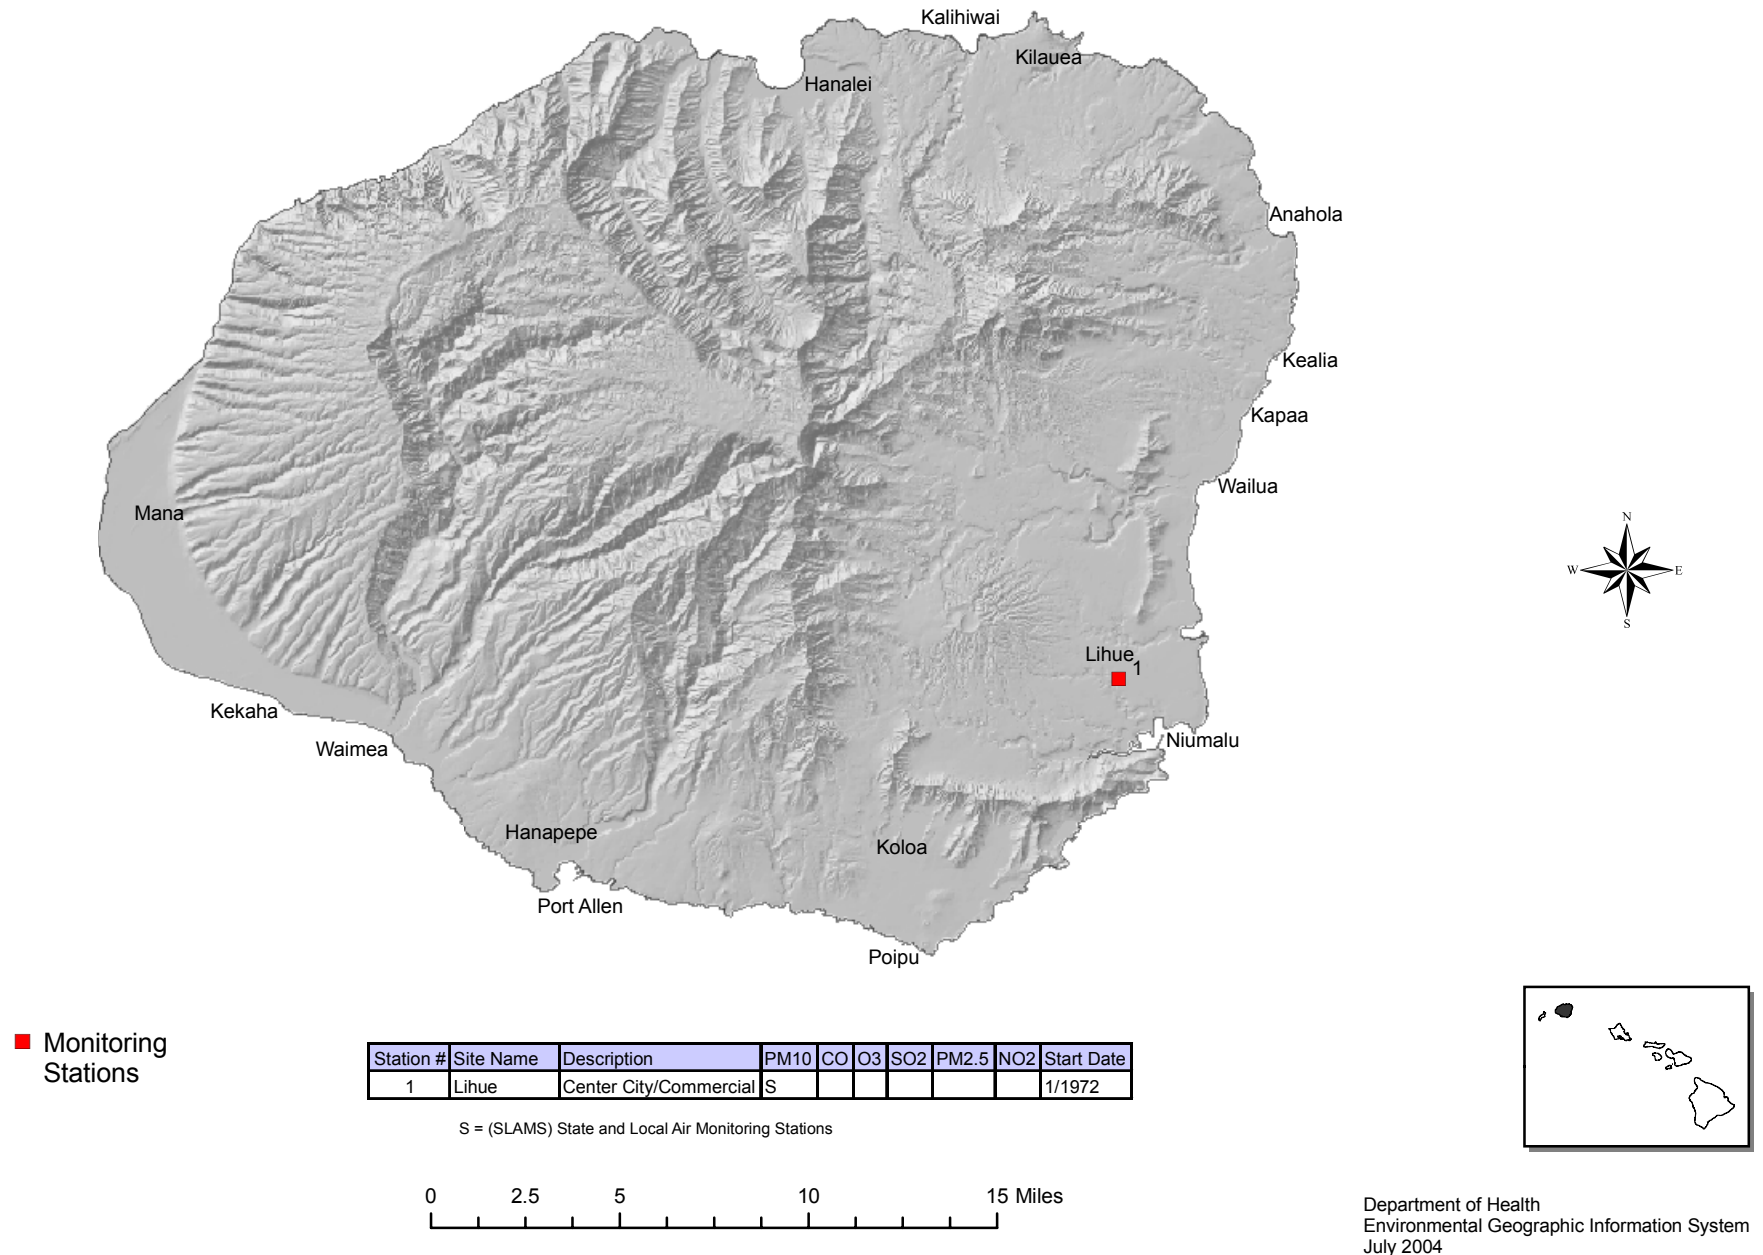 Kalihiwai
Kilauea
Hanalei
Anahola
Kealia
Kapaa
Wailua
Mana
N
W E
S
Lihue
1
Kekaha
Niumalu
Waimea
Hanapepe
Koloa
Port Allen
Poipu
Monitoring
Stations
Station # Site Name Description PM10 CO O3 SO2 PM2.5 NO2 Start Date
1 Lihue Center City/Commercial S 1/1972
S = (SLAMS) State and Local Air Monitoring Stations
0 2.5 5 10 15 Miles
Department of Health
Environmental Geographic Information System
July 2004